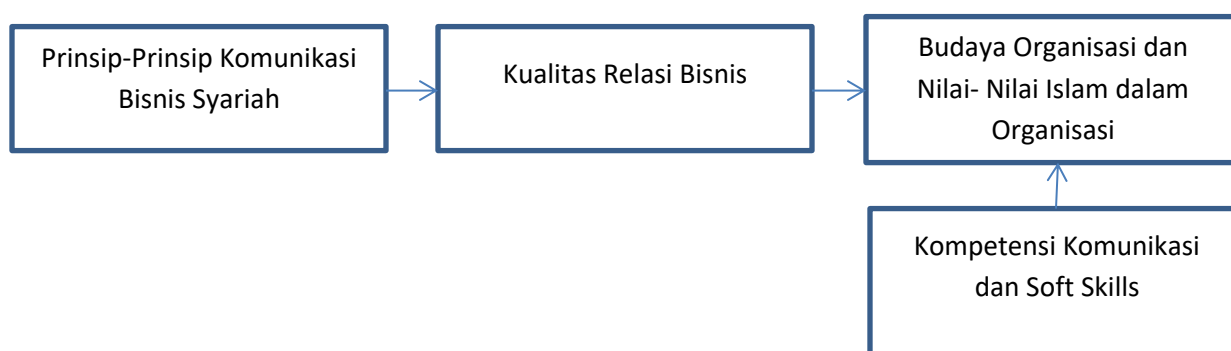 Prinsip-Prinsip Komunikasi
Bisnis Syariah
Kualitas Relasi Bisnis
Budaya Organisasi dan
Nilai- Nilai Islam dalam
Organisasi
Kompetensi Komunikasi
dan Soft Skills